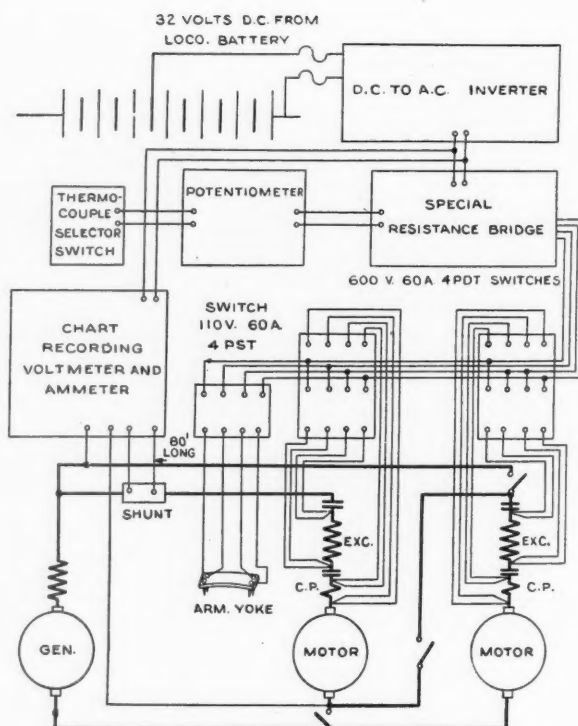 32 VOLTS D.C. FROM
LOCO. BATTERY
D.C. TO A.C. INVERTER
THERMO-
COUPLE
SELECTOR
SWITCH
POTENTIOMETER
SPECIAL
RESISTANCE BRIDGE
600 V. 60A. 4PDT SWITCHES
CHART
RECORDING
VOLTMETER AND
AMMETER
SWITCH
110V. 60A.
4 PST
80'
LONG
SHUNT
EXC.
EXC.
C.P.
C.P.
ARM. YOKE
GEN.
MOTOR
MOTOR